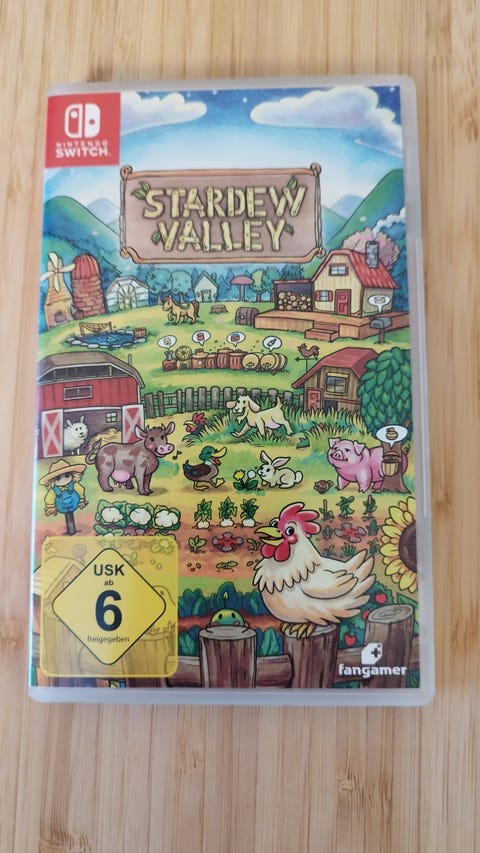 NINTENDO
SWITCH
STARDEW
VALLEY
USK
ab
6
freigegeben
fangamer